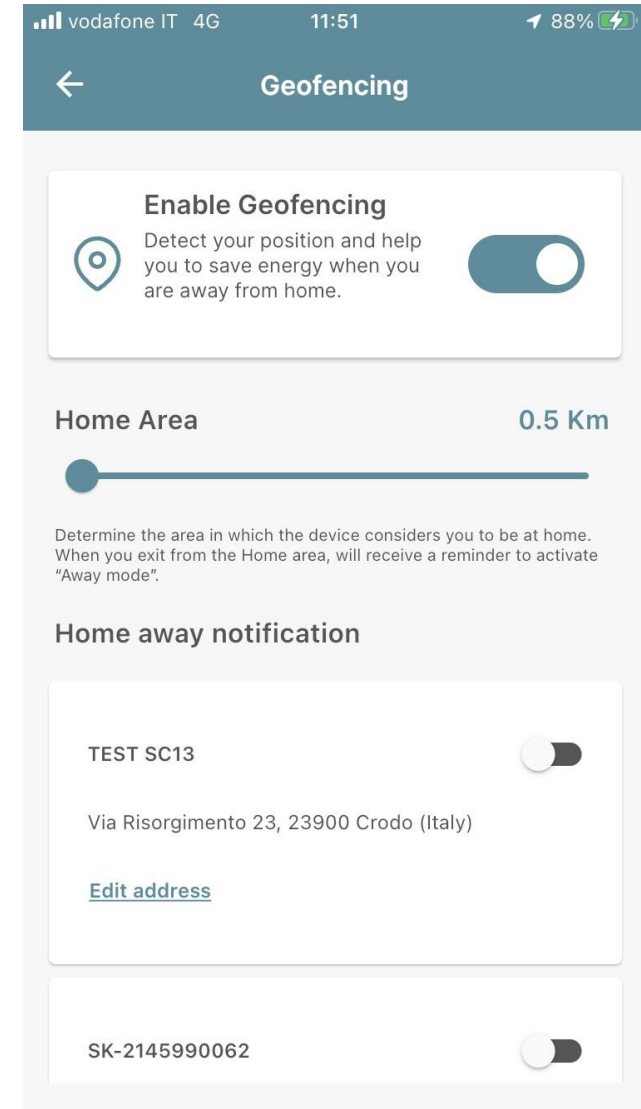 vodafone IT 4G 11:51 88%
Geofencing
Enable Geofencing
Detect your position and help
you to save energy when you
are away from home.
Home Area 0.5 Km
Determine the area in which the device considers you to be at home.
When you exit from the Home area, will receive a reminder to activate
“Away mode”.
Home away notification
TEST SC13
Via Risorgimento 23, 23900 Crodo (Italy)
Edit address
SK-2145990062